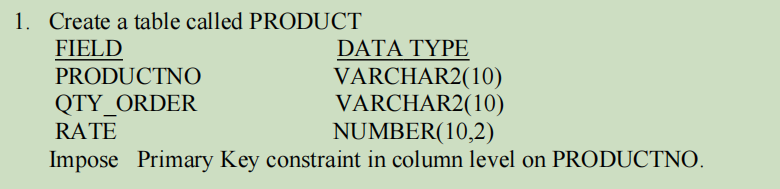 1. Create a table called PRODUCT
FIELD DATA TYPE
PRODUCTNO VARCHAR2(10)
QTY_ORDER VARCHAR2(10)
RATE NUMBER(10,2)
Impose Primary Key constraint in column level on PRODUCTNO.